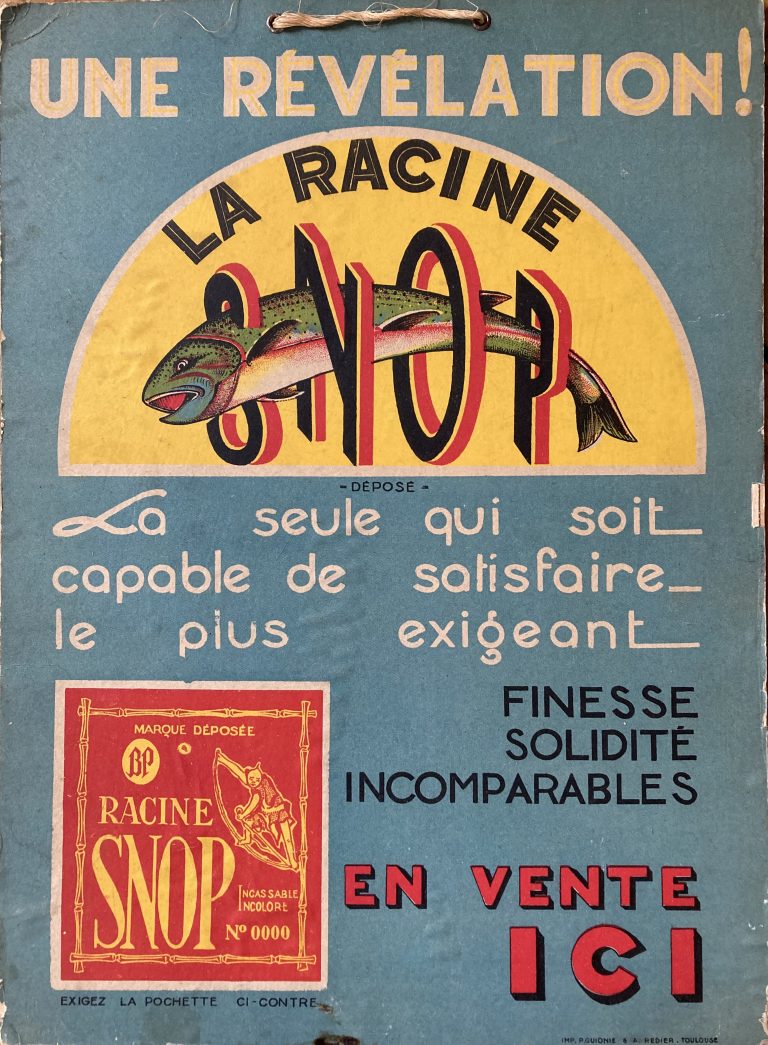 UNE RÉVÉLATION!
LA RACINE
SNOP
- DÉPOSÉ -
La seule qui soit
capable de satisfaire
le plus exigeant
MARQUE DÉPOSÉE
BP
RACINE
SNOP
INCASSABLE
INCOLORE
Nº 0000
EXIGEZ LA POCHETTE CI-CONTRE
FINESSE
SOLIDITÉ
INCOMPARABLES
EN VENTE
ICI
IMP. P. GUIONIE & A. REDIER. TOULOUSE